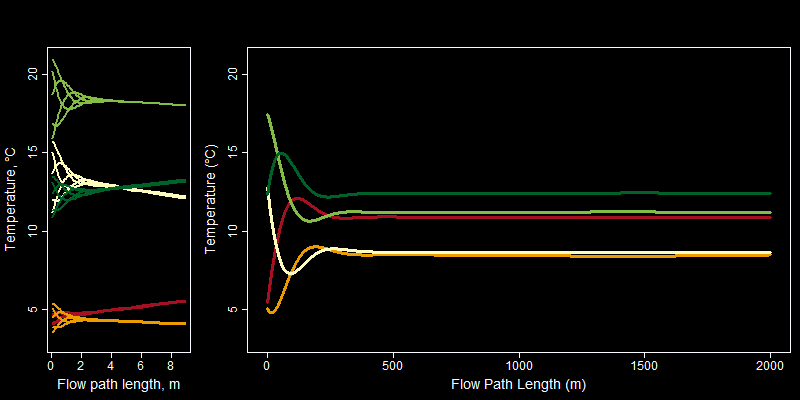 20
15
10
5
Temperature, °C
0 2 4 6 8
Flow path length, m
20
15
10
5
Temperature (°C)
0 500 1000 1500 2000
Flow Path Length (m)